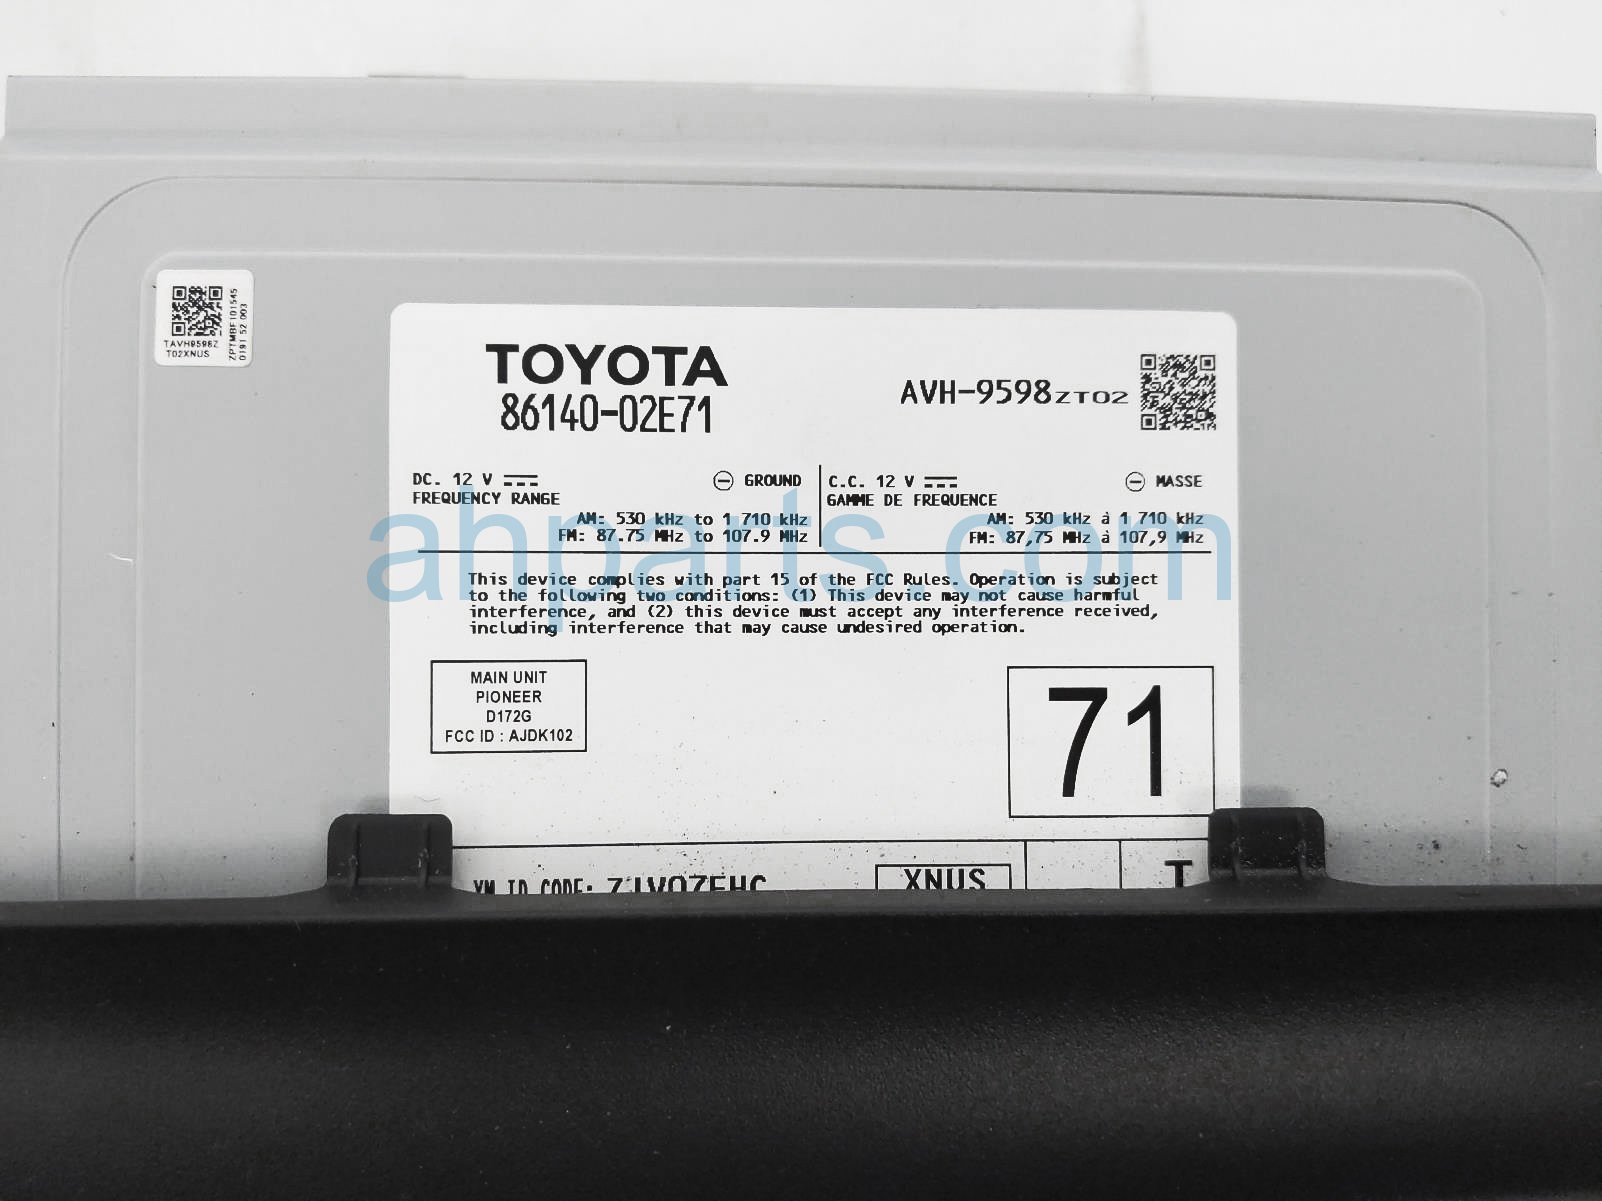 TAVH9598Z
T02XNUS
ZPTMBF101545
0191 52 003
TOYOTA
86140-02E71
AVH-9598ZT02
DC. 12 V
GROUND
FREQUENCY RANGE
AM: 530 kHz to 1 710 kHz
FM: 87.75 MHz to 107.9 MHz
C.C. 12 V
MASSE
GAMME DE FREQUENCE
AM: 530 kHz à 1 710 kHz
FM: 87,75 MHz à 107,9 MHz
ahparts.com
This device complies with part 15 of the FCC Rules. Operation is subject
to the following two conditions: (1) This device may not cause harmful
interference, and (2) this device must accept any interference received,
including interference that may cause undesired operation.
MAIN UNIT
PIONEER
D172G
FCC ID : AJDK102
71
ID CODE:
XNUS
T